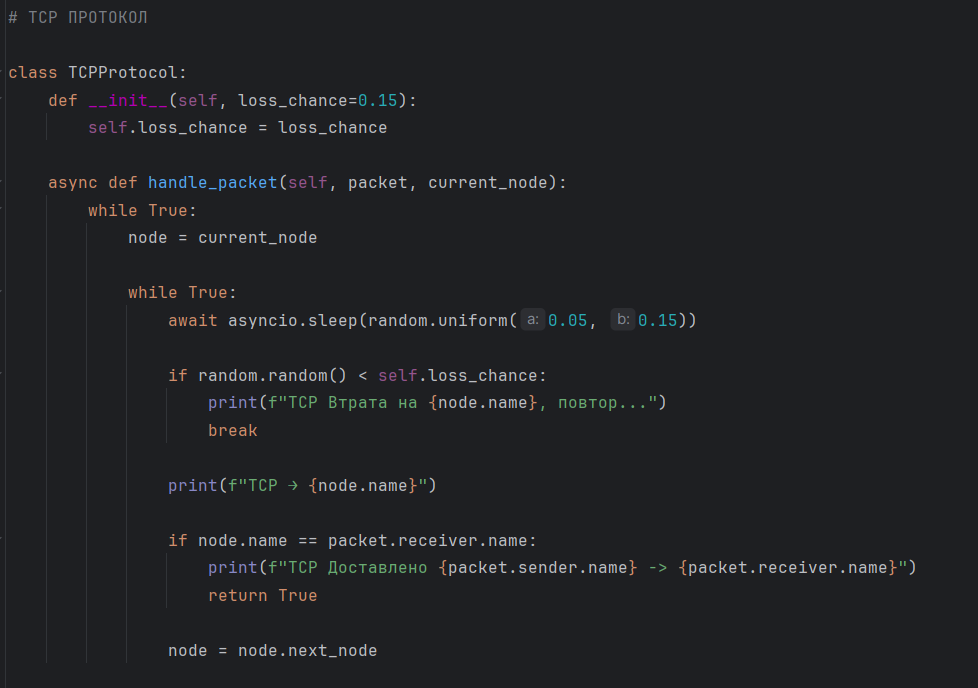 # TCP ПРОТОКОЛ
class TCPProtocol:
    def __init__(self, loss_chance=0.15):
        self.loss_chance = loss_chance
    async def handle_packet(self, packet, current_node):
        while True:
            node = current_node
            while True:
                await asyncio.sleep(random.uniform( a: 0.05, b: 0.15))
                if random.random() < self.loss_chance:
                    print(f"TCP Втрата на {node.name}, повтор...")
                    break
                print(f"TCP → {node.name}")
                if node.name == packet.receiver.name:
                    print(f"TCP Доставлено {packet.sender.name} -> {packet.receiver.name}")
                    return True
                node = node.next_node